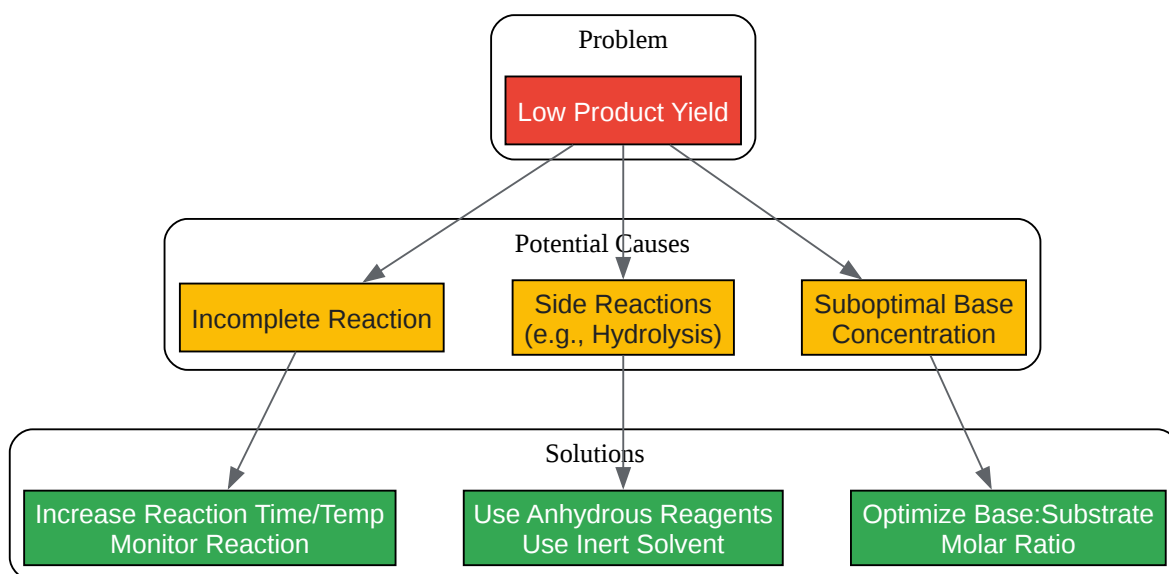 Problem
Low Product Yield
Potential Causes
Incomplete Reaction
Side Reactions
(e.g., Hydrolysis)
Suboptimal Base
Concentration
Solutions
Increase Reaction Time/Temp
Monitor Reaction
Use Anhydrous Reagents
Use Inert Solvent
Optimize Base:Substrate
Molar Ratio